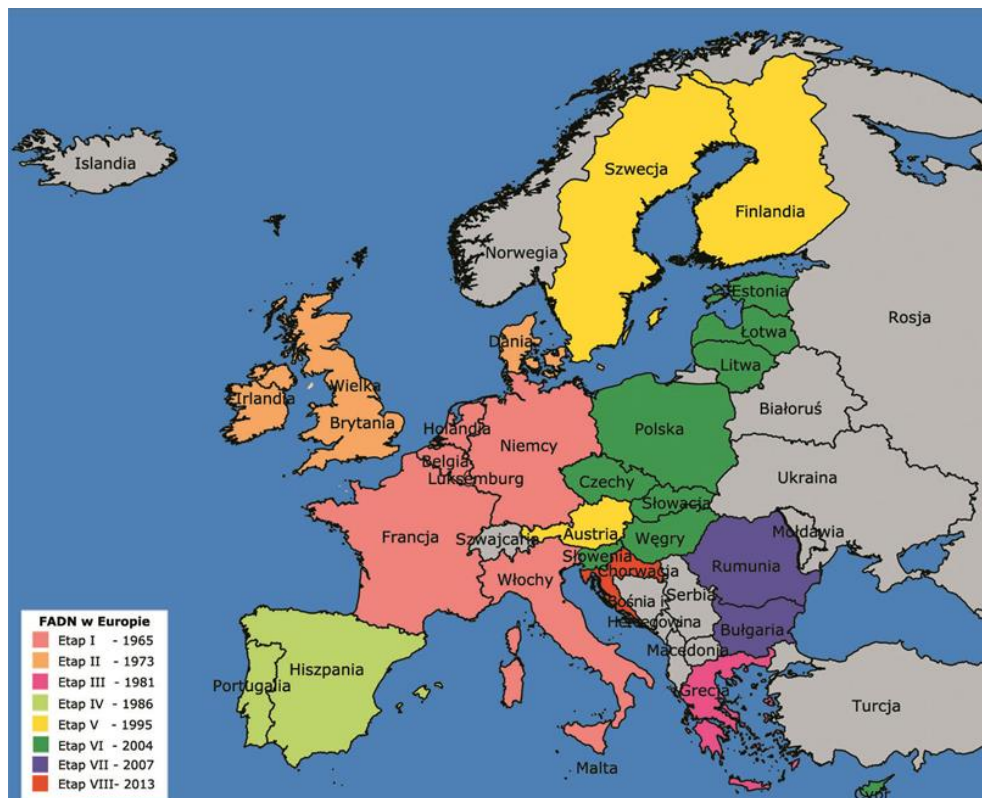 Islandia
Szwecja
Finlandia
Norwegia
Estonia
Rosja
Łotwa
Dania
Litwa
Irlandia
Wielka
Brytania
Białoruś
Holandia
Niemcy
Polska
Belgia
Luksemburg
Czechy
Ukraina
Słowacja
Francja
Szwajcaria
Austria
Węgry
Mołdawia
Słowenia
Chorwacja
Włochy
Rumunia
Bośnia i
Hercegowina
Serbia
Bułgaria
Macedonia
Hiszpania
Portugalia
Grecja
Turcja
Malta
Cypr
FADN w Europie
Etap I - 1965
Etap II - 1973
Etap III - 1981
Etap IV - 1986
Etap V - 1995
Etap VI - 2004
Etap VII - 2007
Etap VIII- 2013